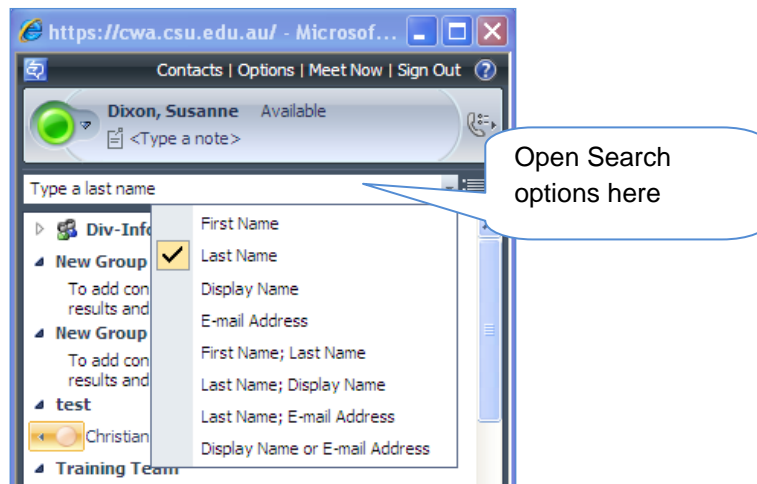 https://cwa.csu.edu.au/ - Microsof...
Contacts | Options | Meet Now | Sign Out
Dixon, Susanne Available
<Type a note>
Type a last name
Open Search
options here
Div-Info
New Group
To add con
results and
New Group
To add con
results and
test
Christian
Training Team
First Name
Last Name
Display Name
E-mail Address
First Name; Last Name
Last Name; Display Name
Last Name; E-mail Address
Display Name or E-mail Address